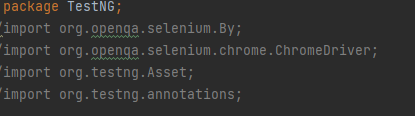 package TestNG;
/import org.openqa.selenium.By;
/import org.openqa.selenium.chrome.ChromeDriver;
/import org.testng.Asset;
/import org.testng.annotations;